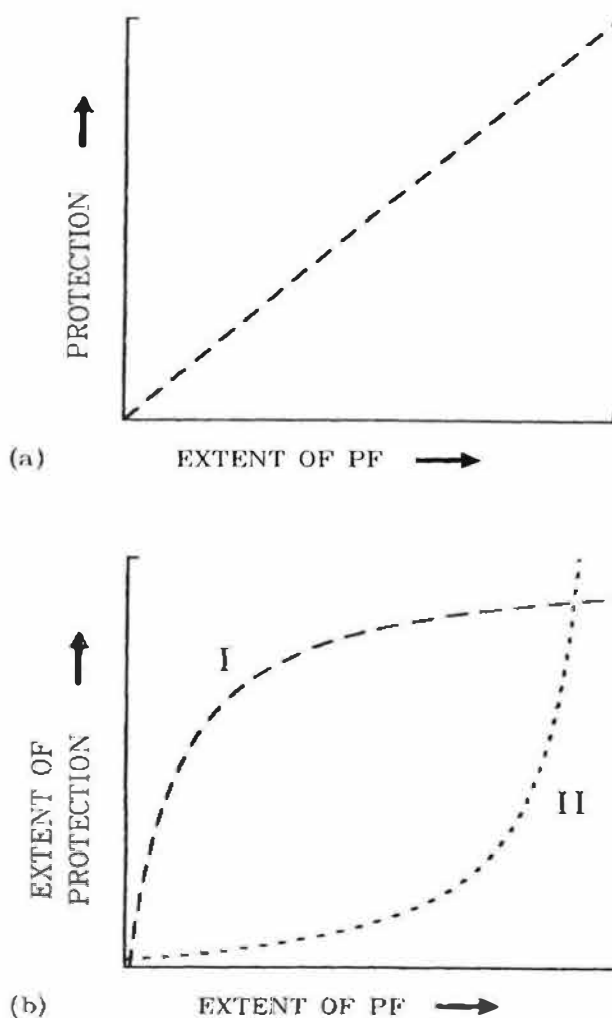 PROTECTION
(a) EXTENT OF PF
I
II
EXTENT OF
PROTECTION
(b) EXTENT OF PF